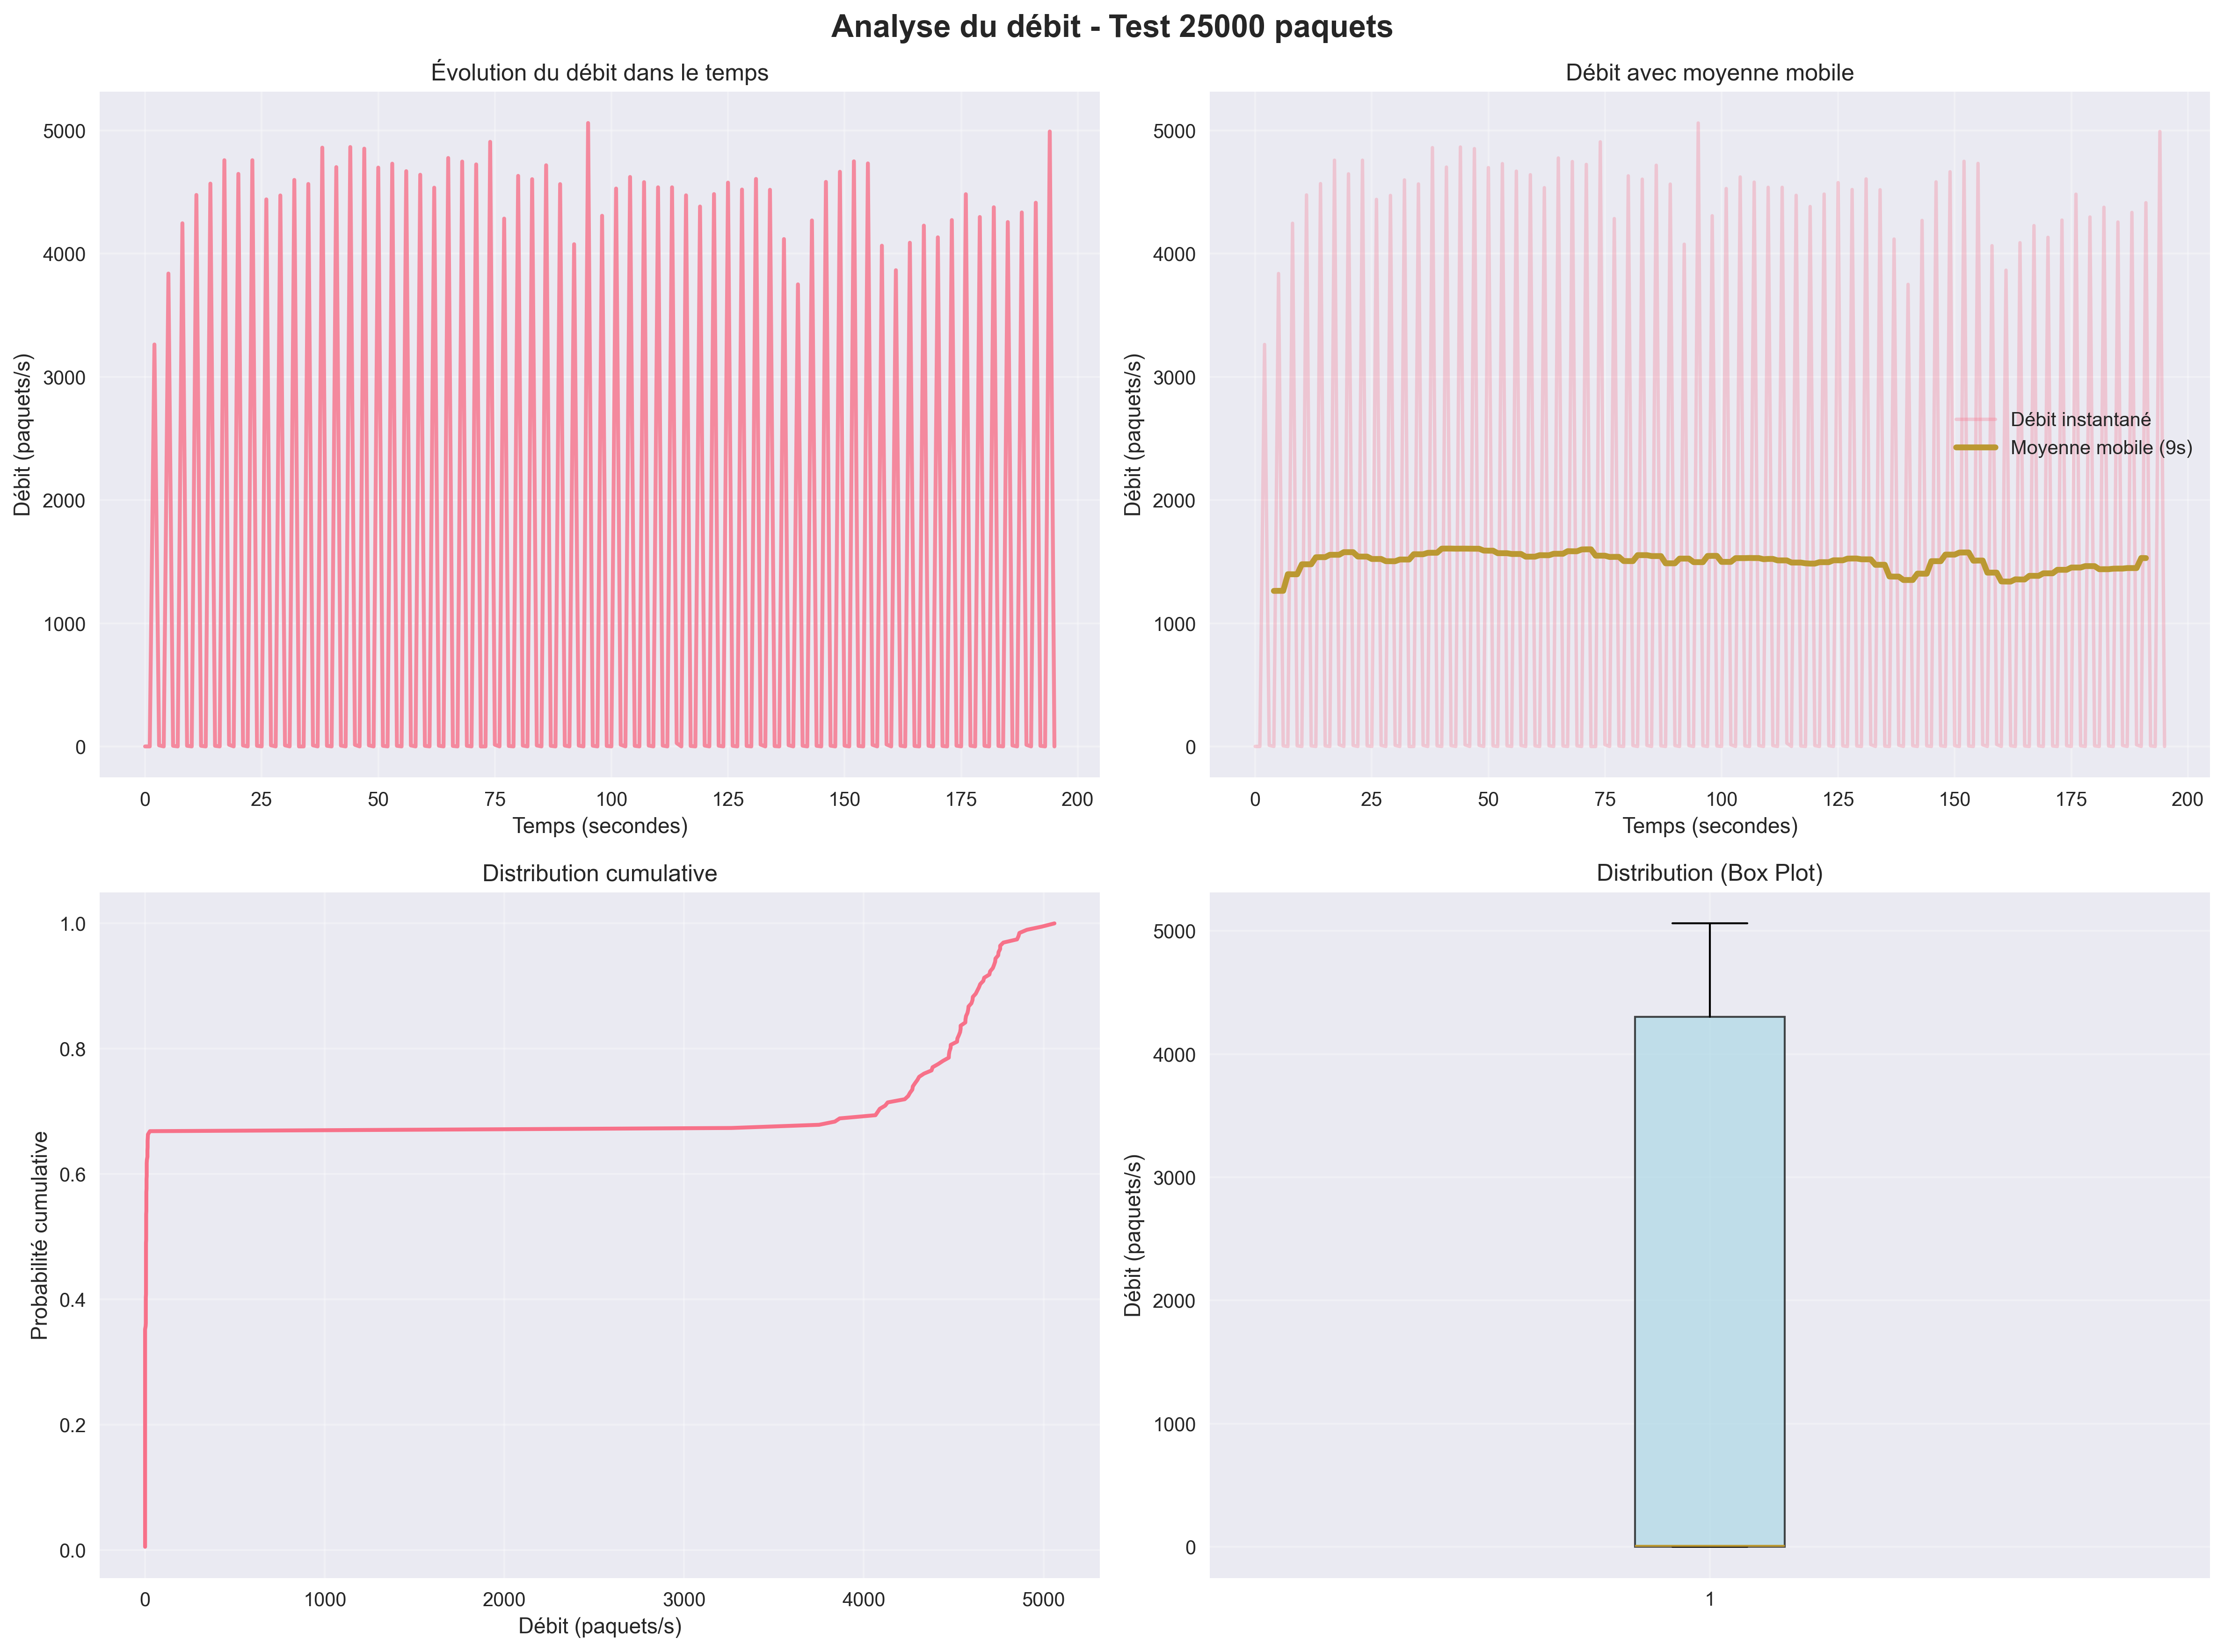 Analyse du débit - Test 25000 paquets
Évolution du débit dans le temps
Débit (paquets/s)
5000
4000
3000
2000
1000
0
0 25 50 75 100 125 150 175 200
Temps (secondes)
Débit avec moyenne mobile
Débit (paquets/s)
5000
4000
3000
2000
1000
0
Débit instantané
Moyenne mobile (9s)
0 25 50 75 100 125 150 175 200
Temps (secondes)
Distribution cumulative
Probabilité cumulative
1.0
0.8
0.6
0.4
0.2
0.0
0 1000 2000 3000 4000 5000
Débit (paquets/s)
Distribution (Box Plot)
Débit (paquets/s)
5000
4000
3000
2000
1000
0
1